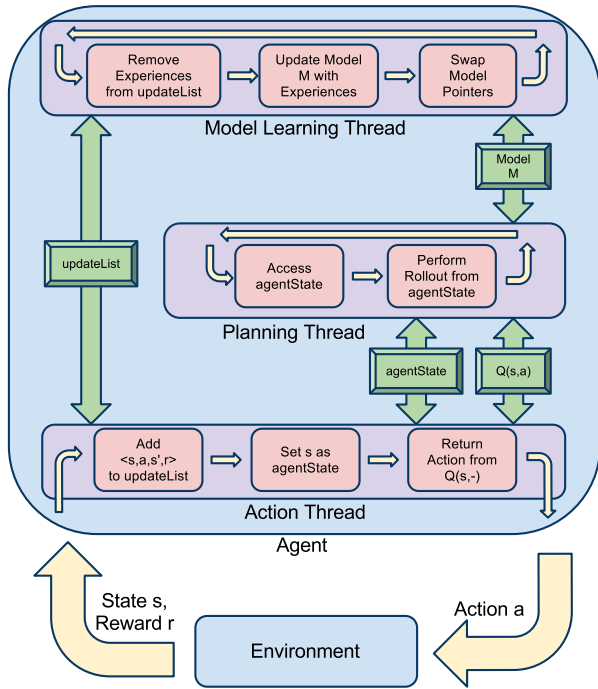 Remove
Experiences
from updateList
Update Model
M with
Experiences
Swap
Model
Pointers
Model Learning Thread
Model
M
updateList
Access
agentState
Perform
Rollout from
agentState
Planning Thread
agentState
Q(s,a)
Add
<s,a,s',r>
to updateList
Set s as
agentState
Return
Action from
Q(s,-)
Action Thread
Agent
State s,
Reward r
Action a
Environment